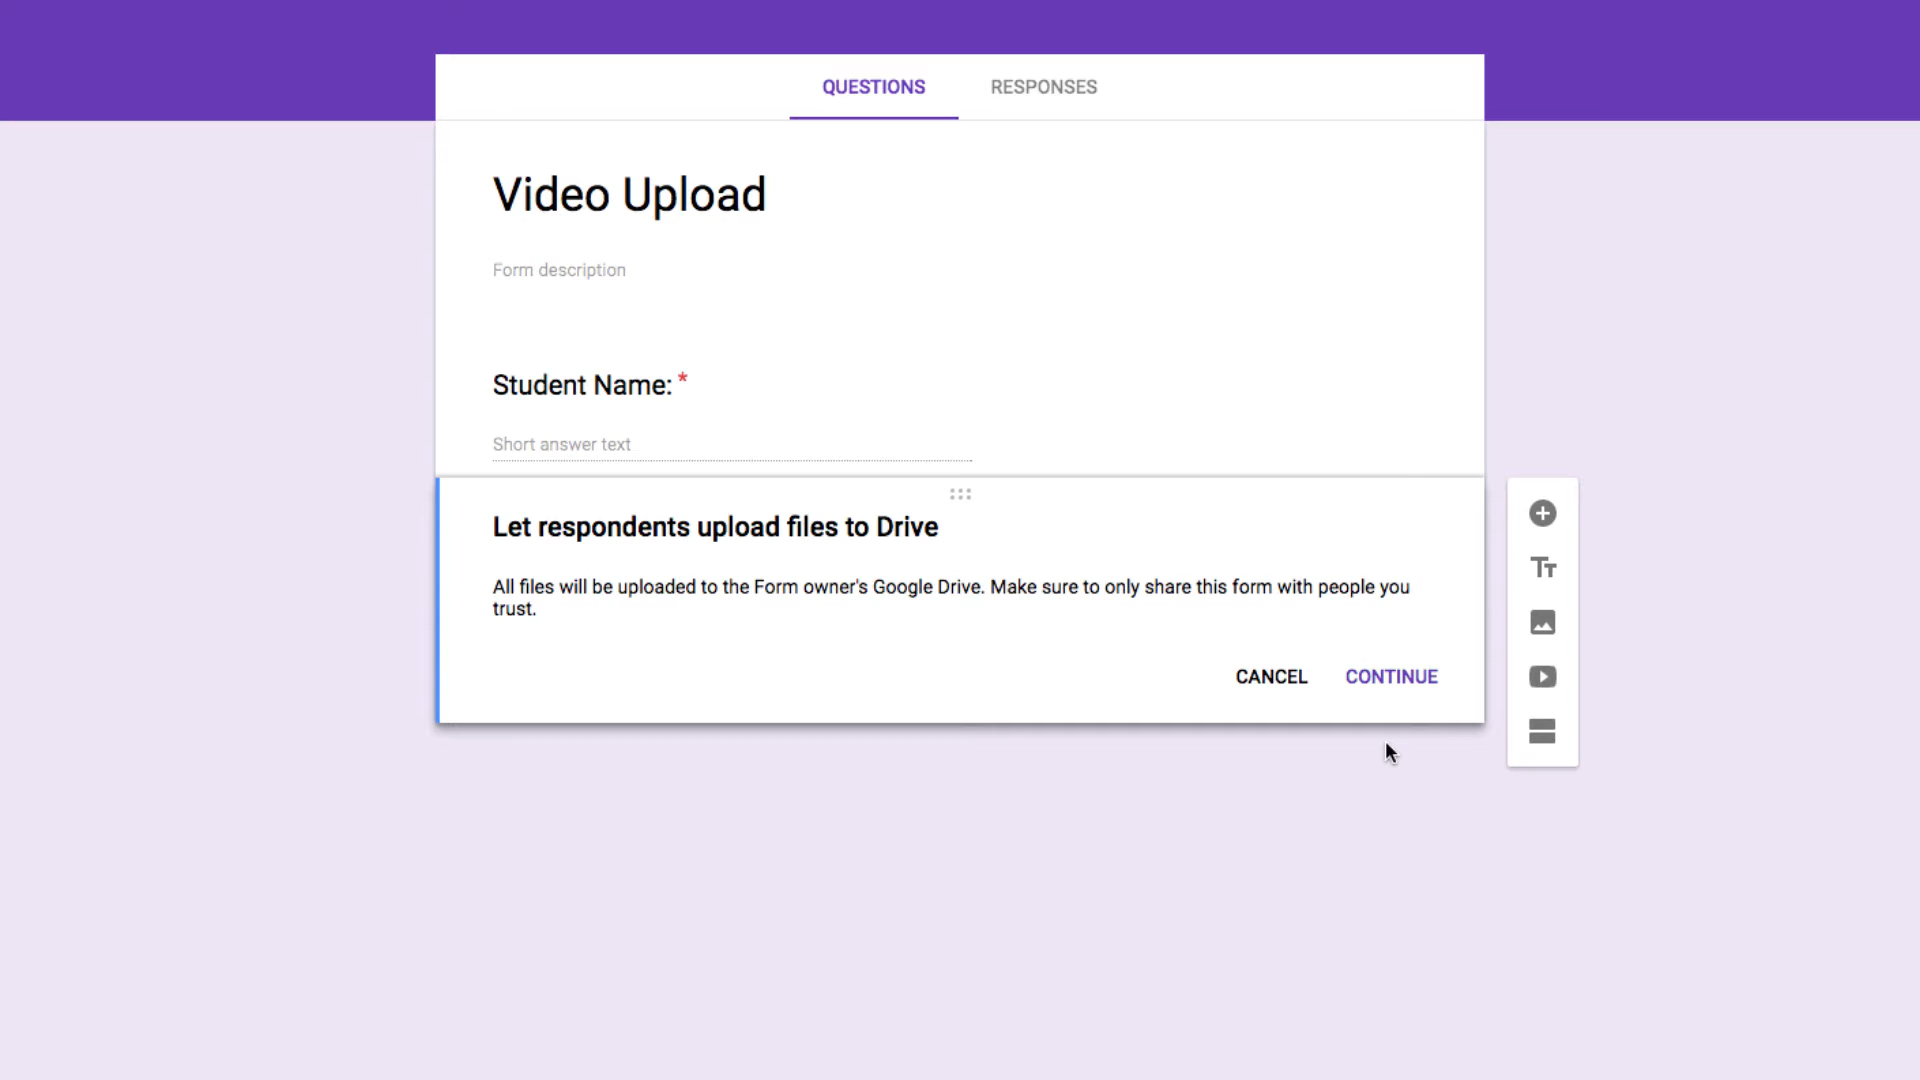 QUESTIONS RESPONSES
Video Upload
Form description
Student Name: *
Short answer text
Let respondents upload files to Drive
All files will be uploaded to the Form owner's Google Drive. Make sure to only share this form with people you
trust.
CANCEL CONTINUE